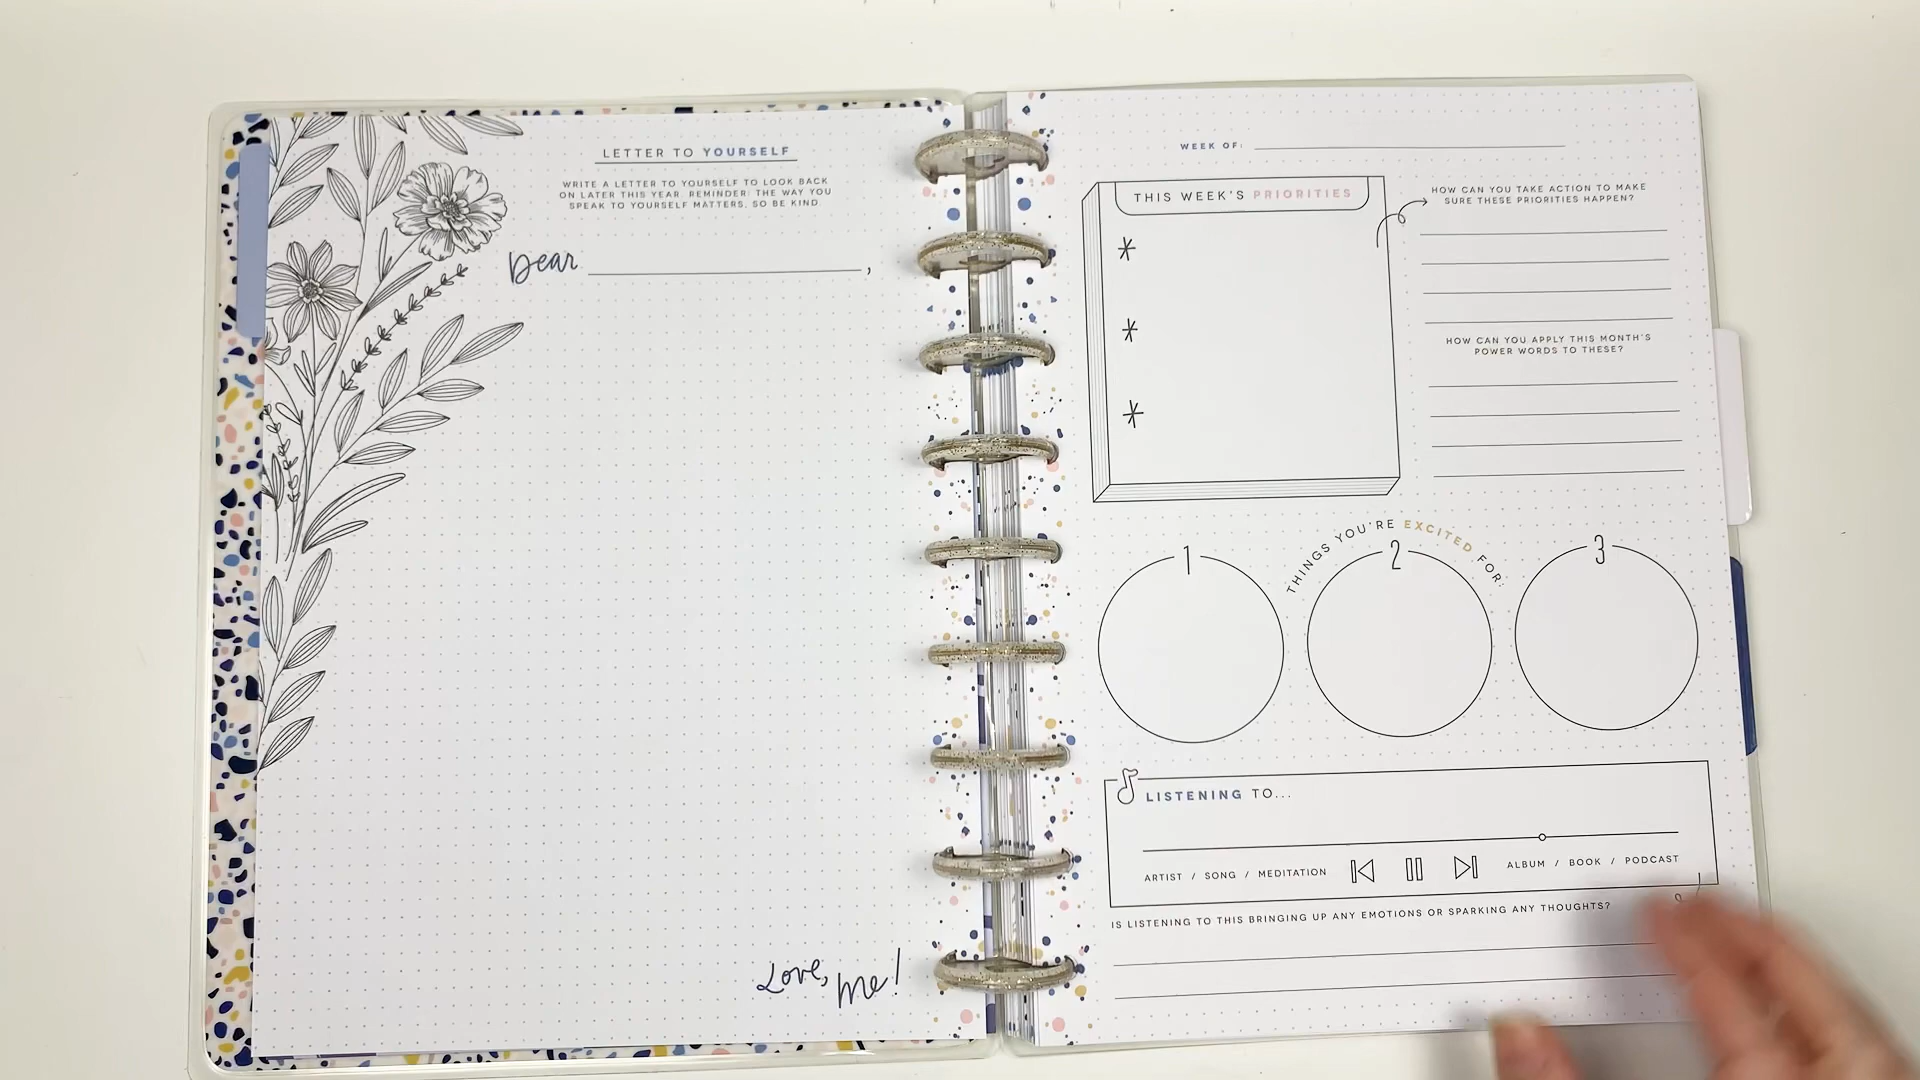 LETTER TO YOURSELF
WRITE A LETTER TO YOURSELF TO LOOK BACK
ON LATER THIS YEAR. REMINDER: THE WAY YOU
SPEAK TO YOURSELF MATTERS, SO BE KIND.
Dear ,
Love, Me!
WEEK OF:
THIS WEEK'S PRIORITIES
*
*
*
HOW CAN YOU TAKE ACTION TO MAKE
SURE THESE PRIORITIES HAPPEN?
HOW CAN YOU APPLY THIS MONTH'S
POWER WORDS TO THESE?
THINGS YOU'RE EXCITED FOR:
1
2
3
LISTENING TO...
ARTIST / SONG / MEDITATION
ALBUM / BOOK / PODCAST
IS LISTENING TO THIS BRINGING UP ANY EMOTIONS OR SPARKING ANY THOUGHTS?